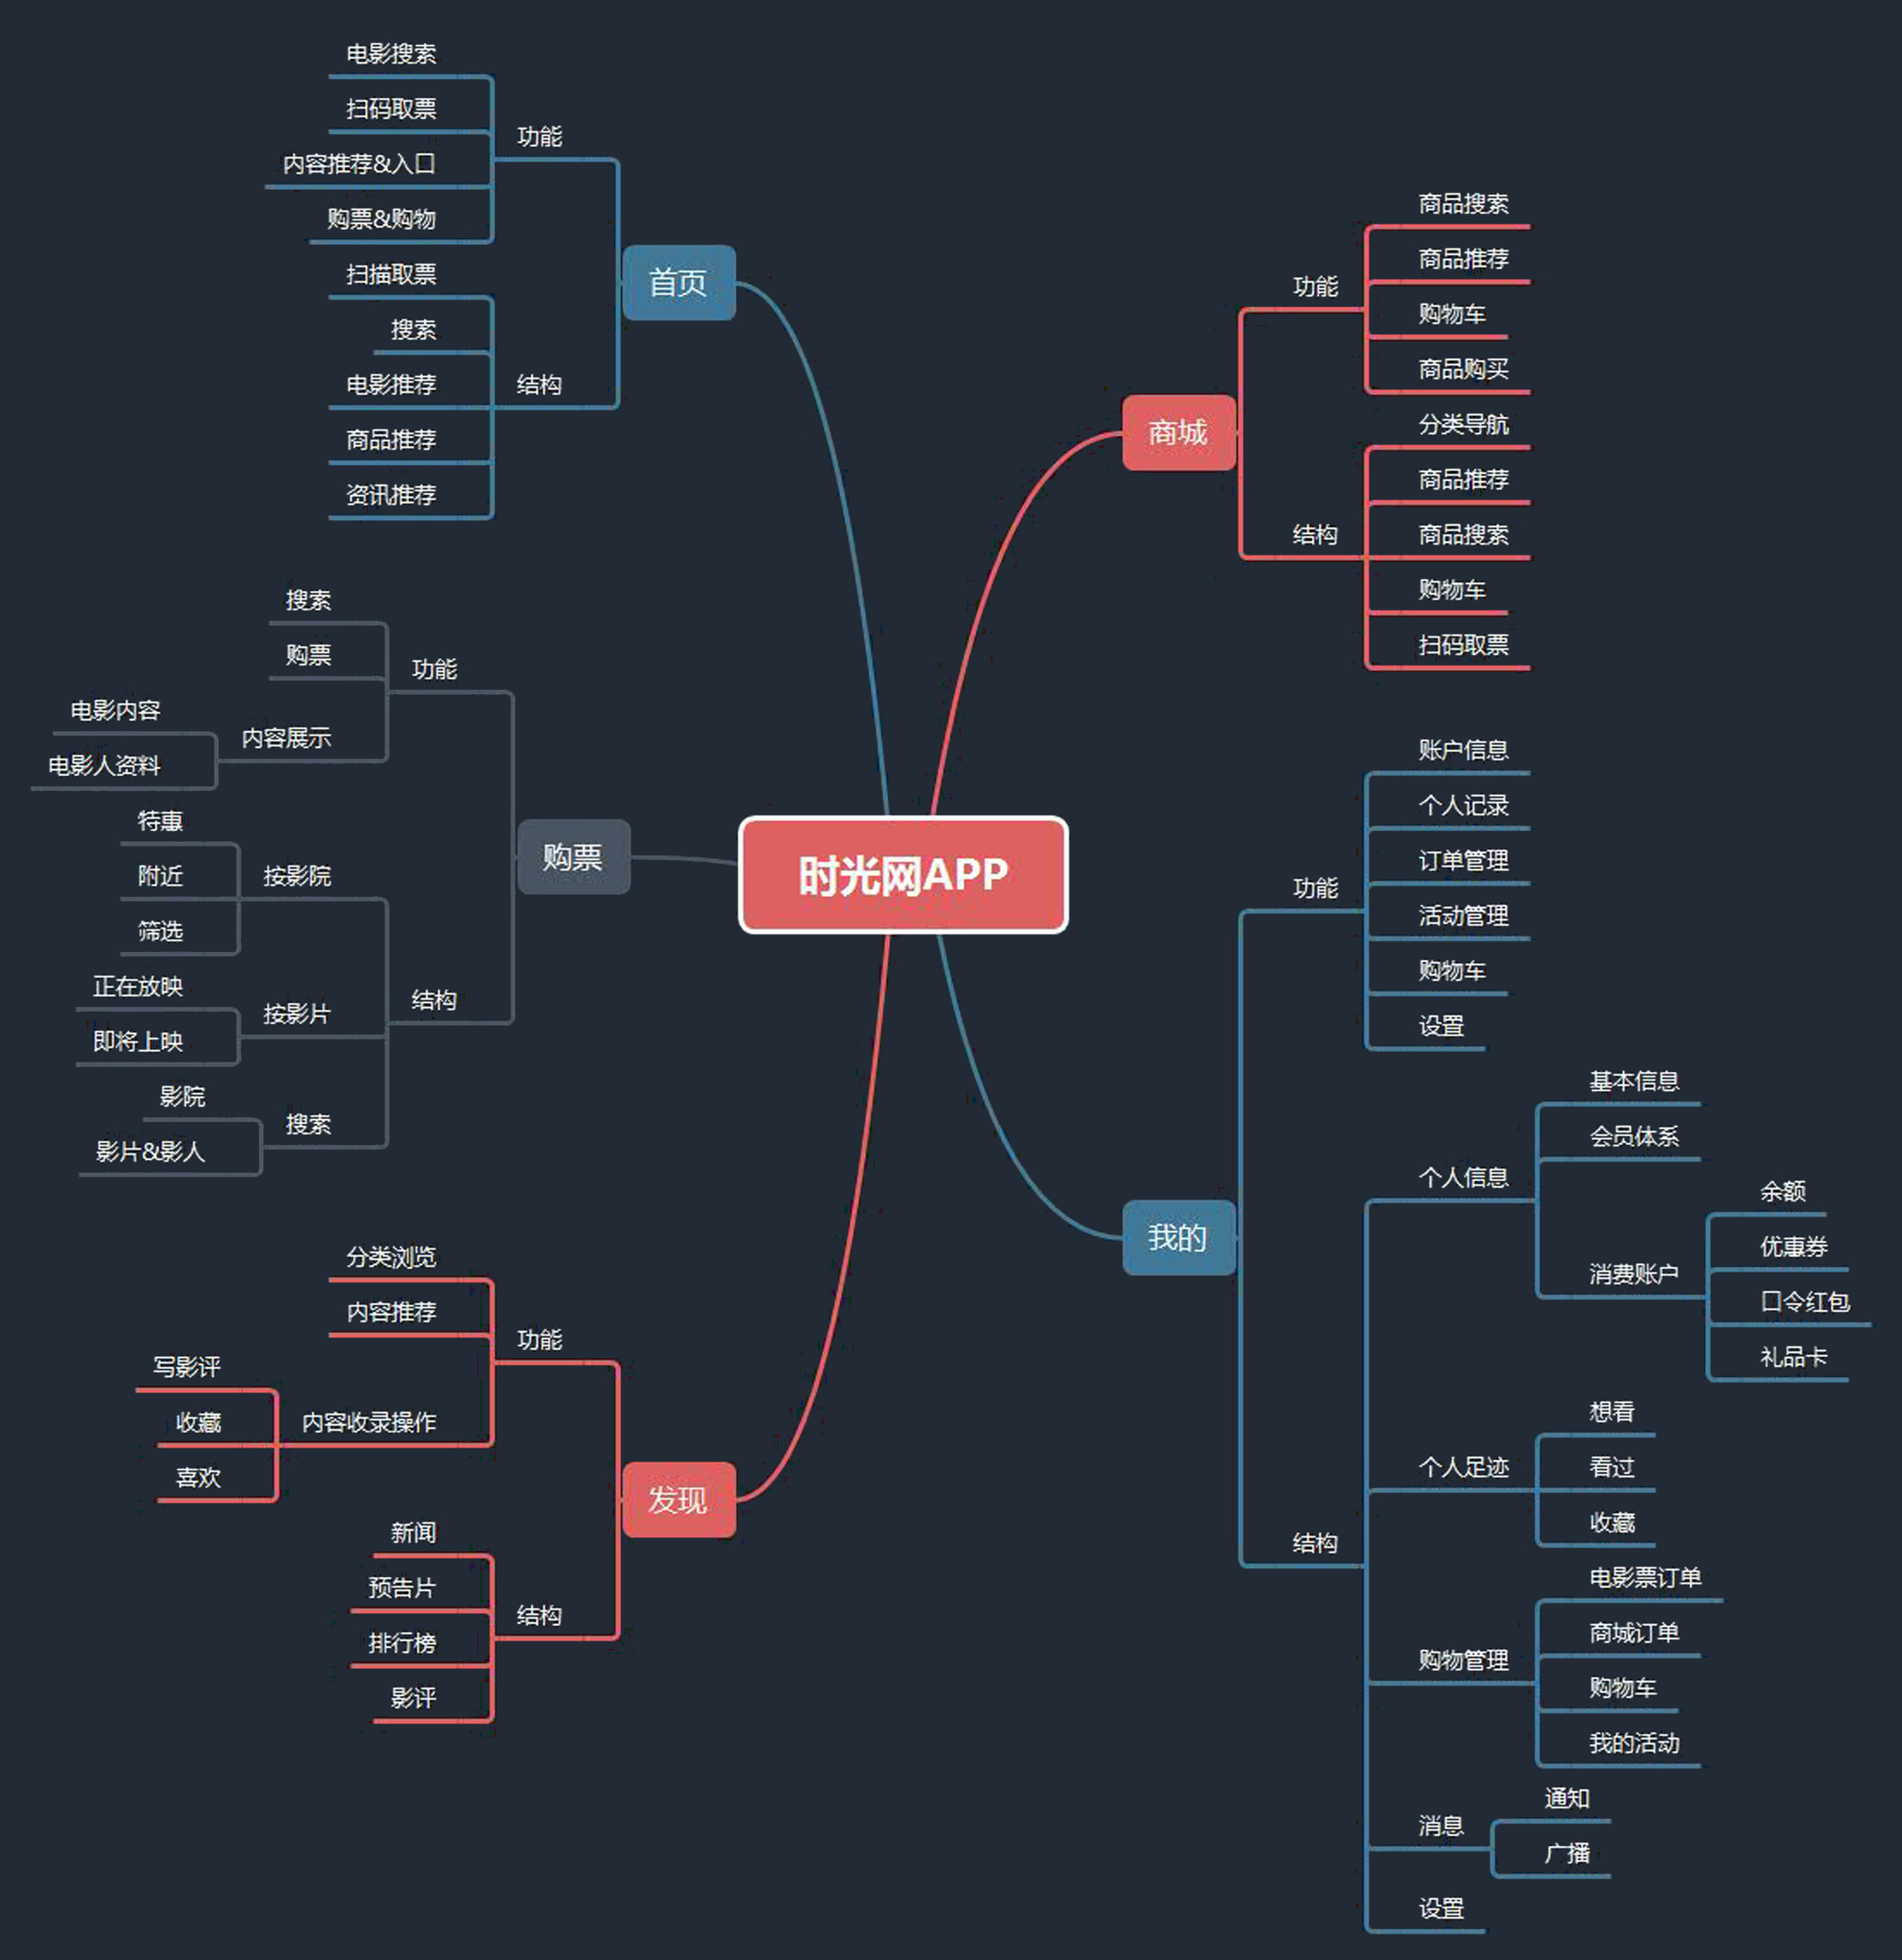 时光网APP
首页
功能
电影搜索
扫码取票
内容推荐&入口
购票&购物
结构
扫描取票
搜索
电影推荐
商品推荐
资讯推荐
购票
功能
搜索
购票
内容展示
电影内容
电影人资料
结构
按影院
特惠
附近
筛选
按影片
正在放映
即将上映
搜索
影院
影片&影人
发现
功能
分类浏览
内容推荐
内容收录操作
写影评
收藏
喜欢
结构
新闻
预告片
排行榜
影评
商城
功能
商品搜索
商品推荐
购物车
商品购买
结构
分类导航
商品推荐
商品搜索
购物车
扫码取票
我的
功能
账户信息
个人记录
订单管理
活动管理
购物车
设置
结构
个人信息
基本信息
会员体系
消费账户
余额
优惠券
口令红包
礼品卡
个人足迹
想看
看过
收藏
购物管理
电影票订单
商城订单
购物车
我的活动
消息
通知
广播
设置